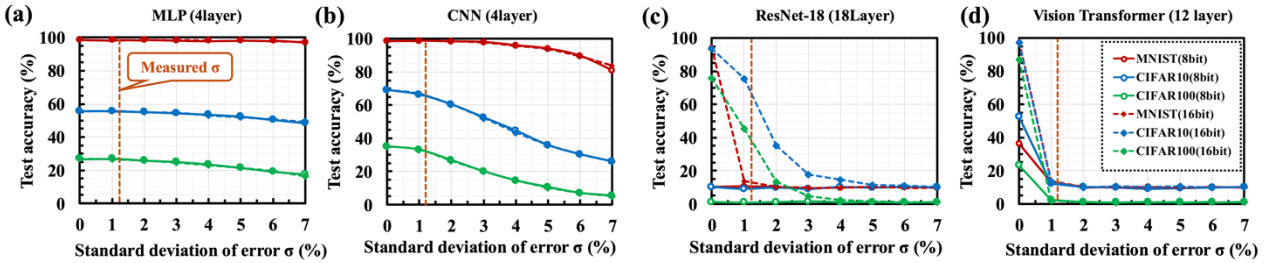 (a)
MLP (4layer)
100
80
60
40
20
0
Test accuracy (%)
Measured σ
0 1 2 3 4 5 6 7
Standard deviation of error σ (%)
(b)
CNN (4layer)
100
80
60
40
20
0
Test accuracy (%)
0 1 2 3 4 5 6 7
Standard deviation of error σ (%)
(c)
ResNet-18 (18Layer)
100
80
60
40
20
0
Test accuracy (%)
0 1 2 3 4 5 6 7
Standard deviation of error σ (%)
(d)
Vision Transformer (12 layer)
100
80
60
40
20
0
Test accuracy (%)
MNIST(8bit)
CIFAR10(8bit)
CIFAR100(8bit)
MNIST(16bit)
CIFAR10(16bit)
CIFAR100(16bit)
0 1 2 3 4 5 6 7
Standard deviation of error σ (%)